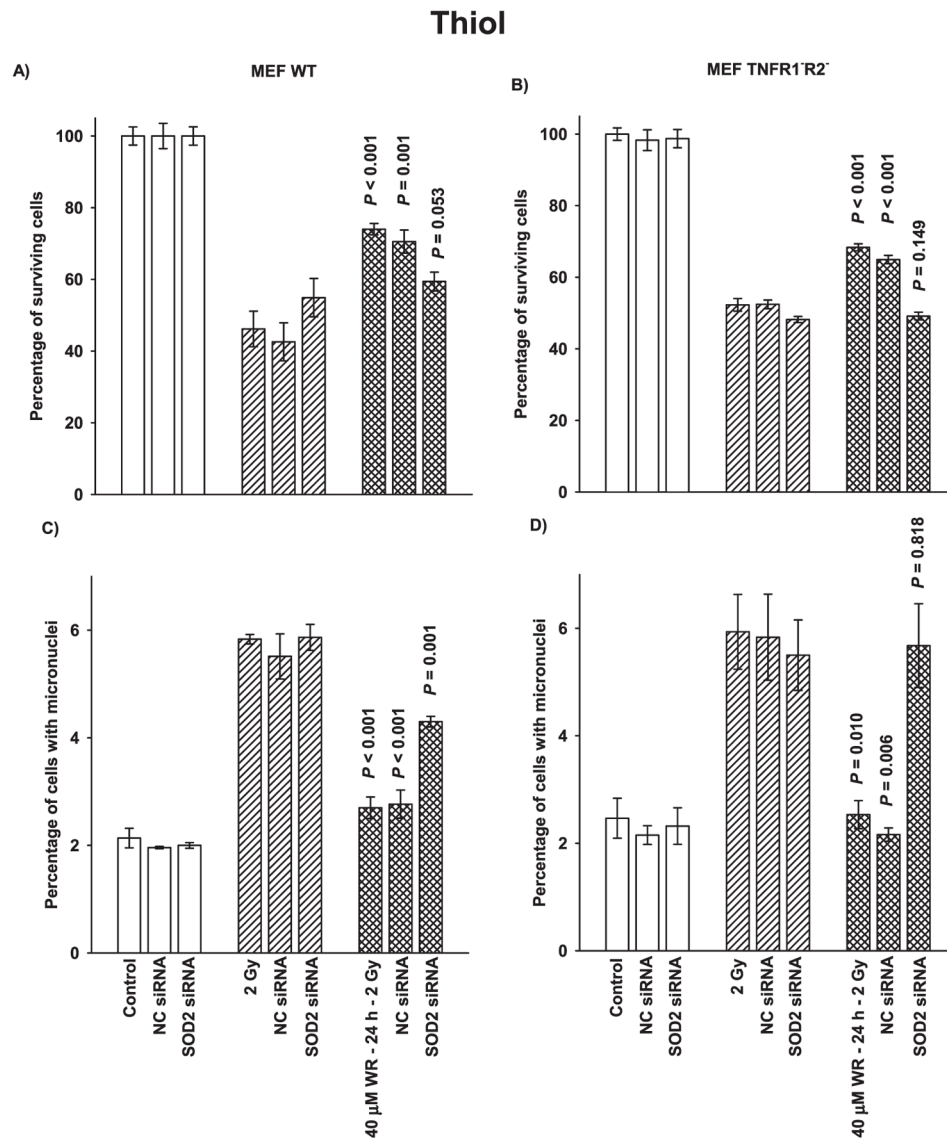 Thiol
A)
MEF WT
Percentage of surviving cells
100
80
60
40
20
0
P < 0.001
P = 0.001
P = 0.053
B)
MEF TNFR1⁻R2⁻
Percentage of surviving cells
100
80
60
40
20
0
P < 0.001
P < 0.001
P = 0.149
C)
Percentage of cells with micronuclei
6
4
2
0
P < 0.001
P < 0.001
P = 0.001
Control
NC siRNA
SOD2 siRNA
2 Gy
NC siRNA
SOD2 siRNA
40 µM WR - 24 h - 2 Gy
NC siRNA
SOD2 siRNA
D)
Percentage of cells with micronuclei
6
4
2
0
P = 0.010
P = 0.006
P = 0.818
Control
NC siRNA
SOD2 siRNA
2 Gy
NC siRNA
SOD2 siRNA
40 µM WR - 24 h - 2 Gy
NC siRNA
SOD2 siRNA